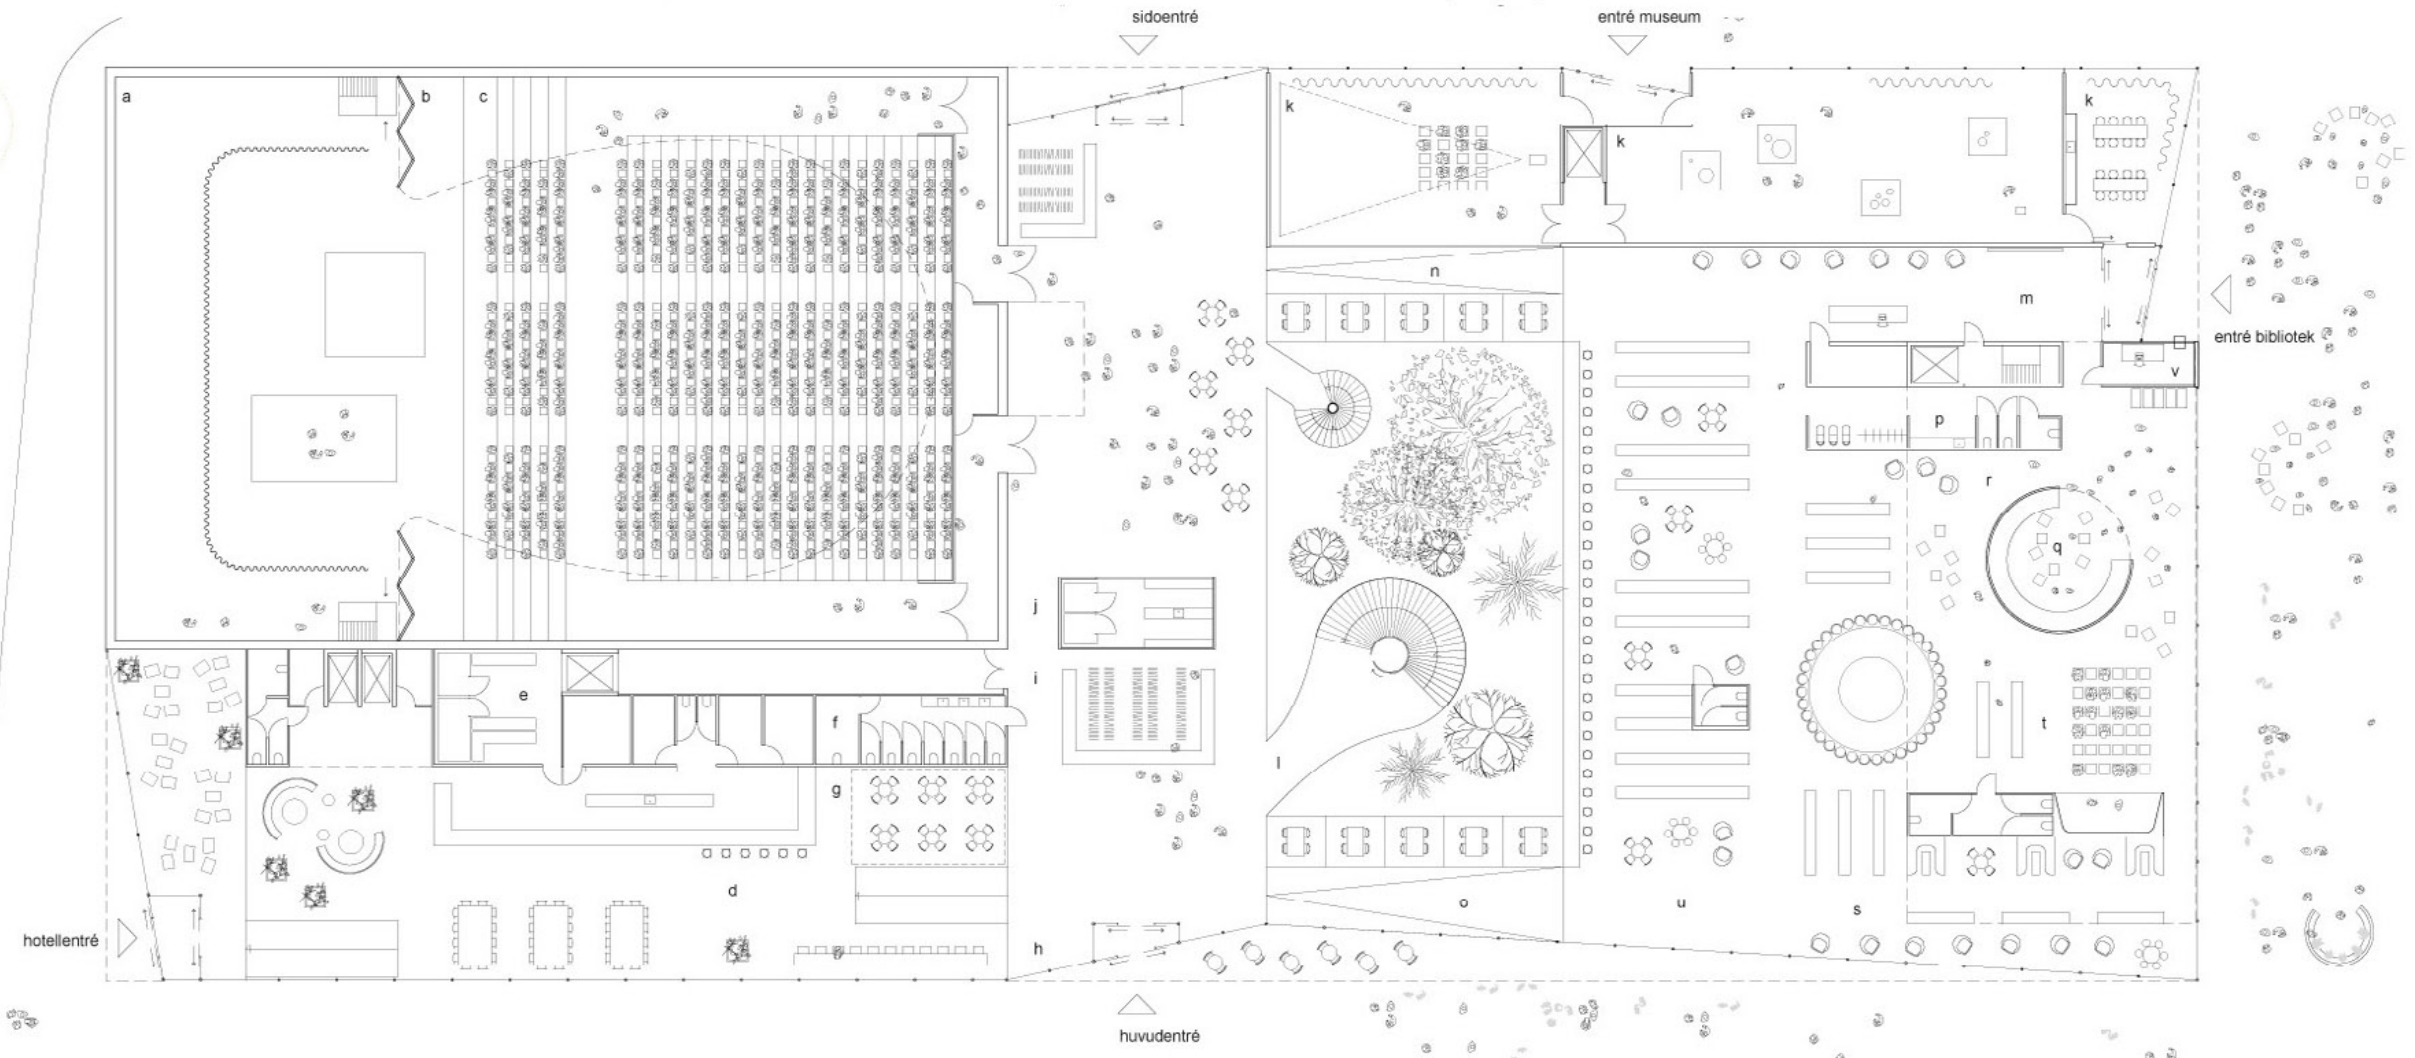 sidoentré
entré museum
a
b
c
k
k
k
n
m
entré bibliotek
v
p
r
q
j
i
e
f
t
l
g
d
u
s
o
h
hotellentré
huvudentré